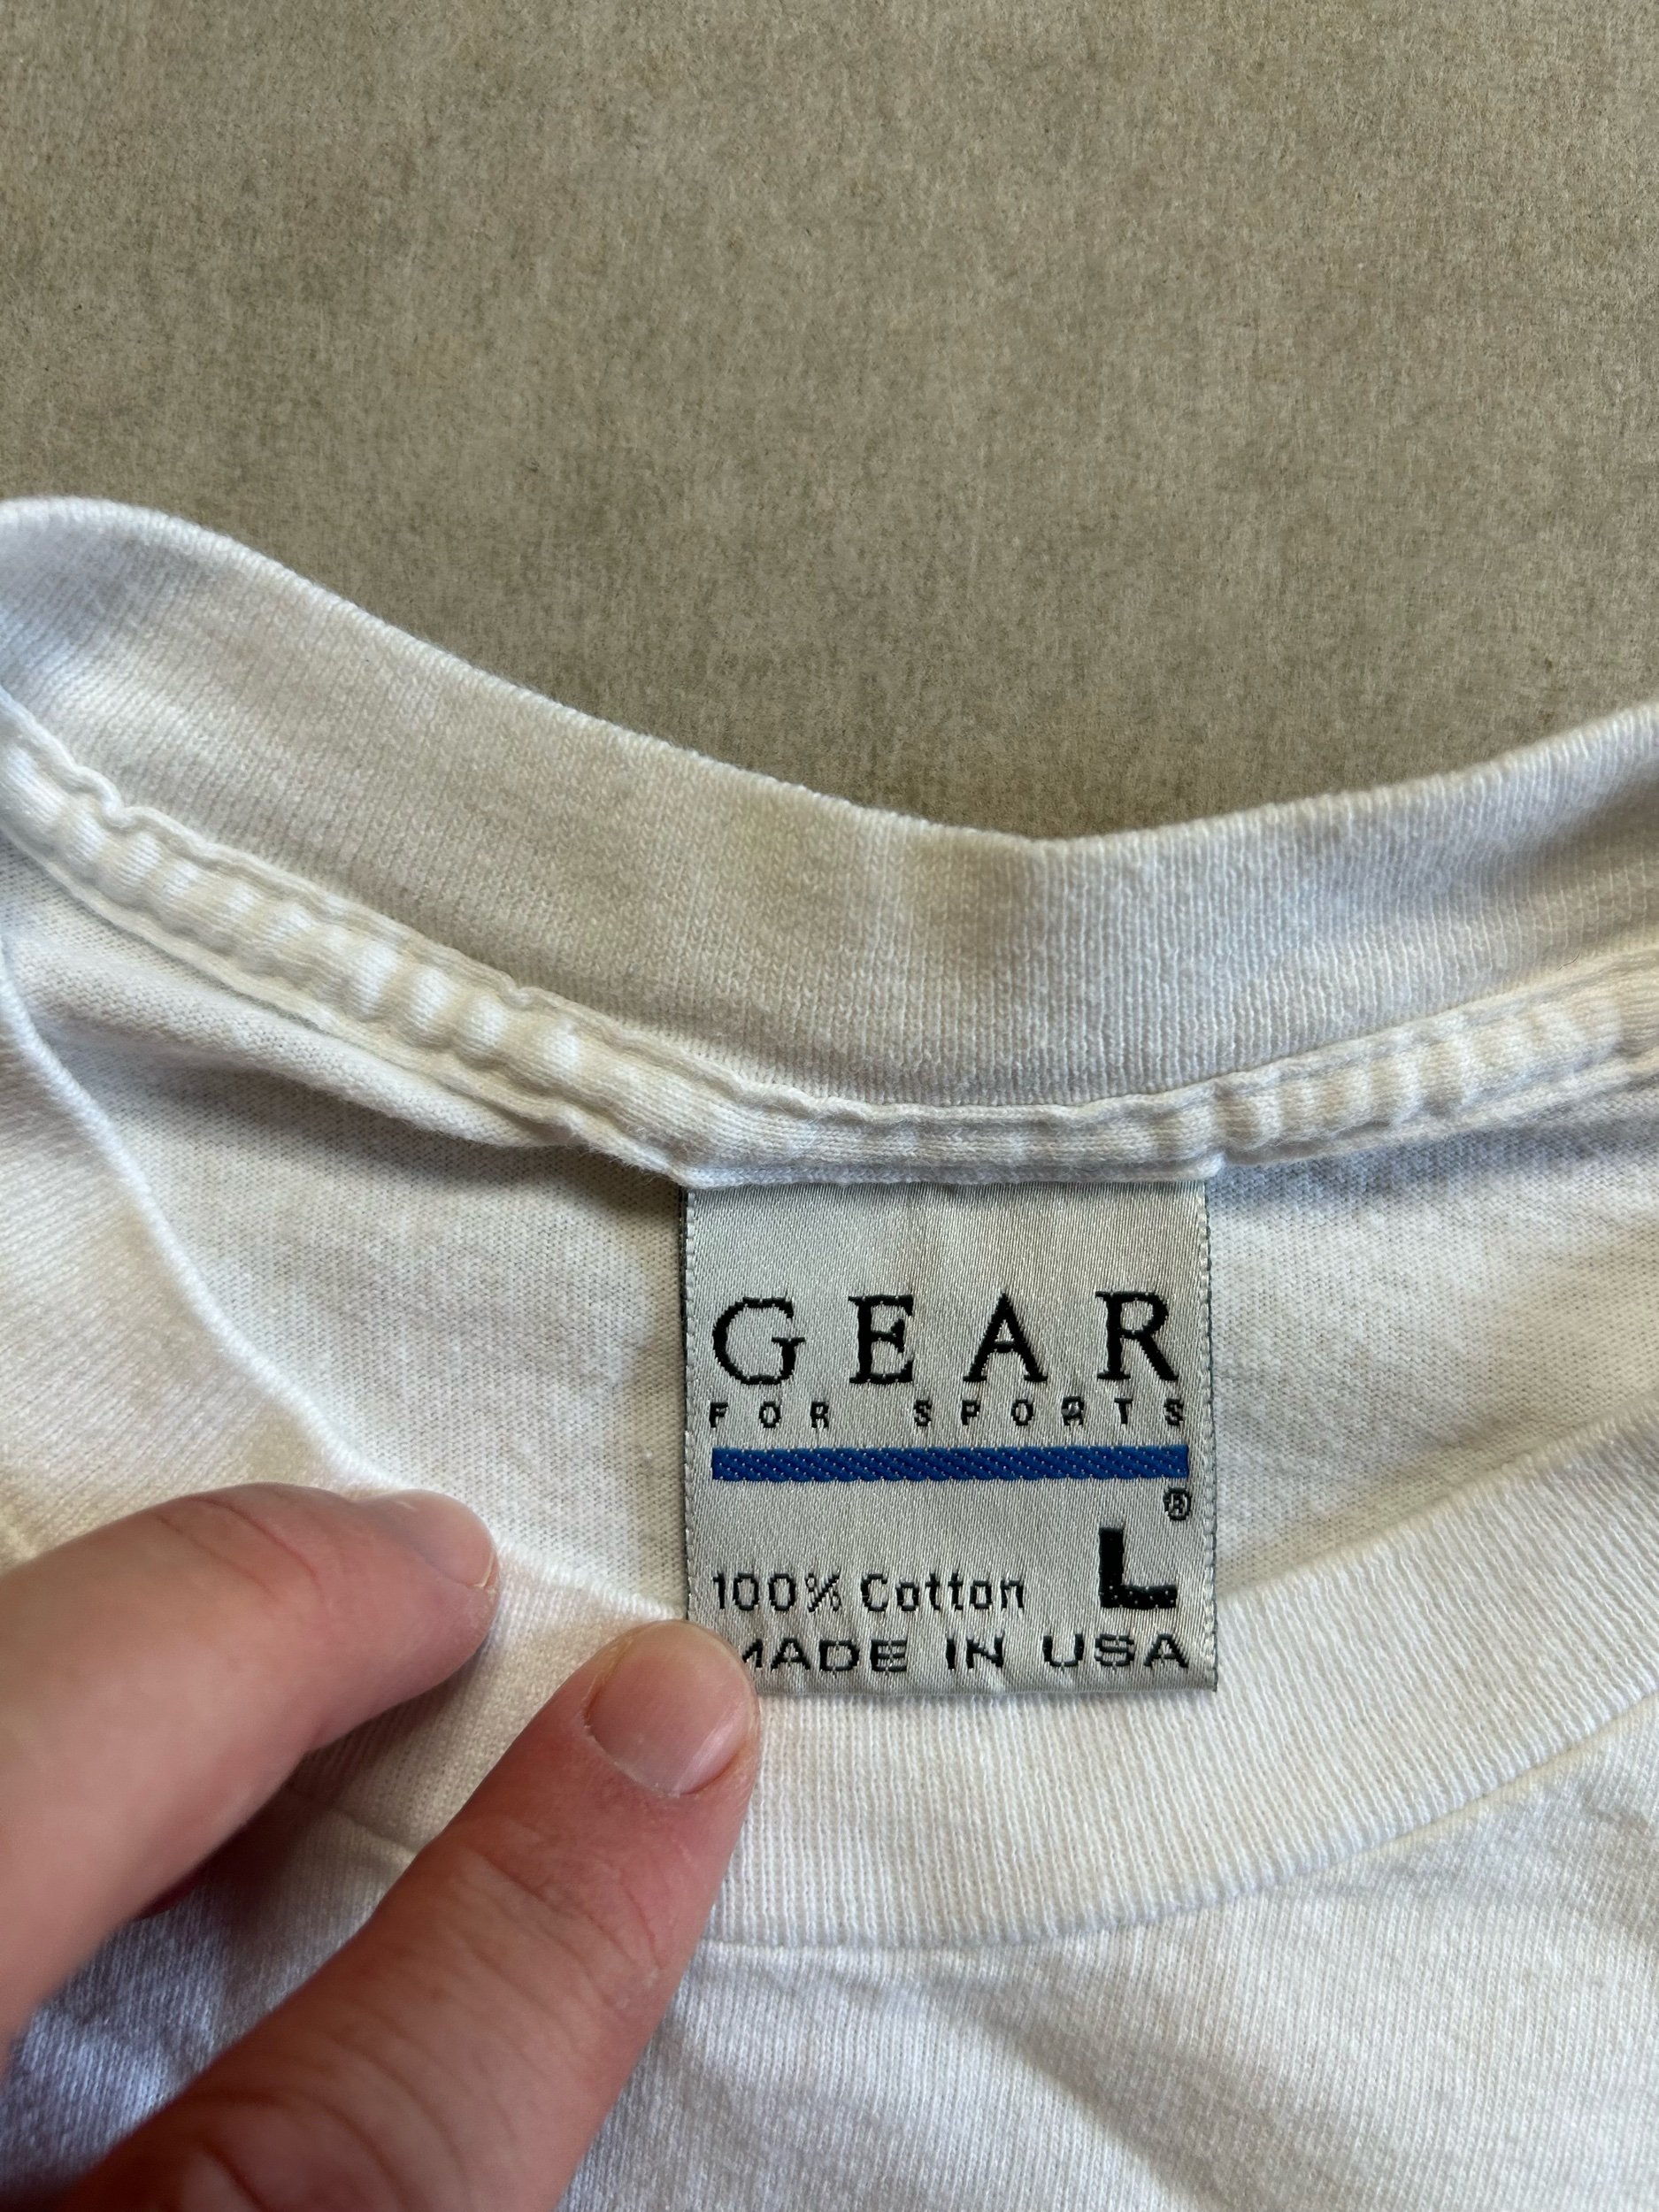 GEAR
FOR SPORTS
®
100% Cotton L
MADE IN USA